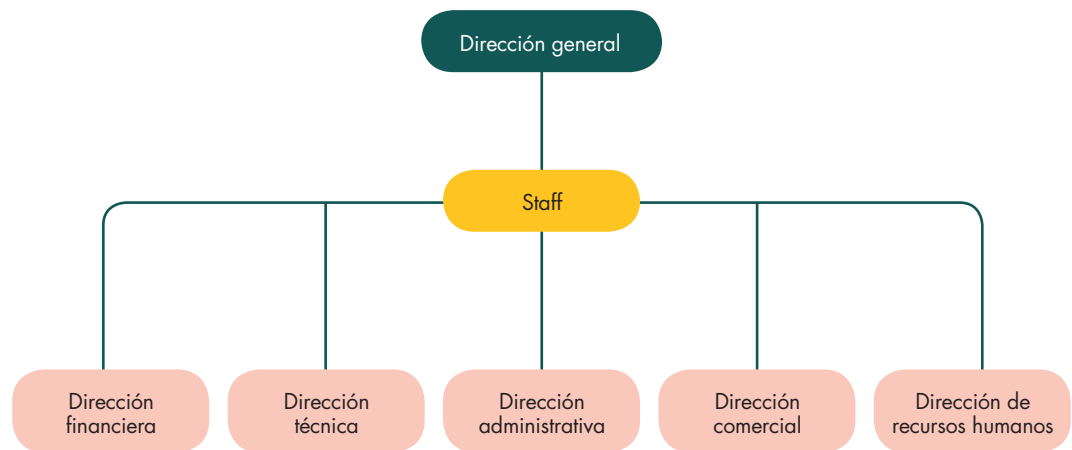 Dirección general
Staff
Dirección
financiera
Dirección
técnica
Dirección
administrativa
Dirección
comercial
Dirección de
recursos humanos